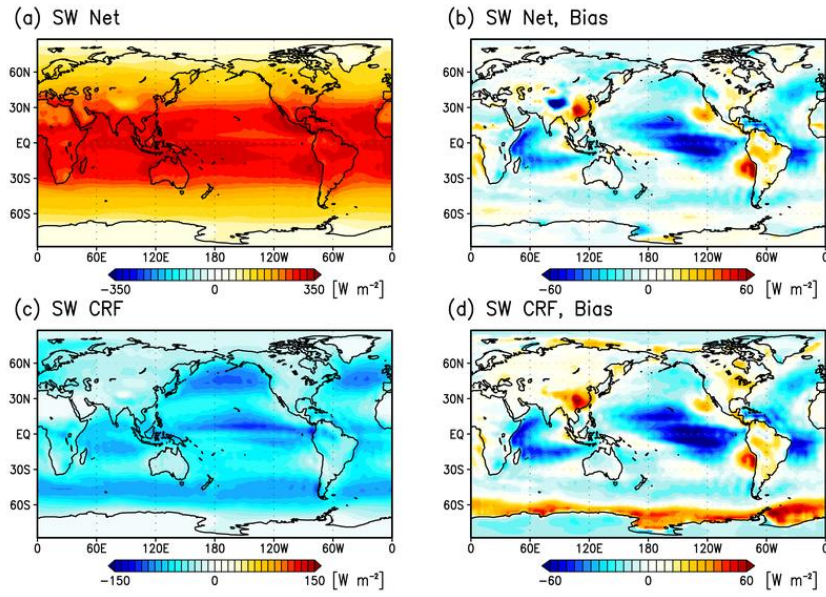 (a) SW Net
60N
30N
EQ
30S
60S
0 60E 120E 180 120W 60W 0
-350 0 350 [W m⁻²]
(b) SW Net, Bias
60N
30N
EQ
30S
60S
0 60E 120E 180 120W 60W 0
-60 0 60 [W m⁻²]
(c) SW CRF
60N
30N
EQ
30S
60S
0 60E 120E 180 120W 60W 0
-150 0 150 [W m⁻²]
(d) SW CRF, Bias
60N
30N
EQ
30S
60S
0 60E 120E 180 120W 60W 0
-60 0 60 [W m⁻²]